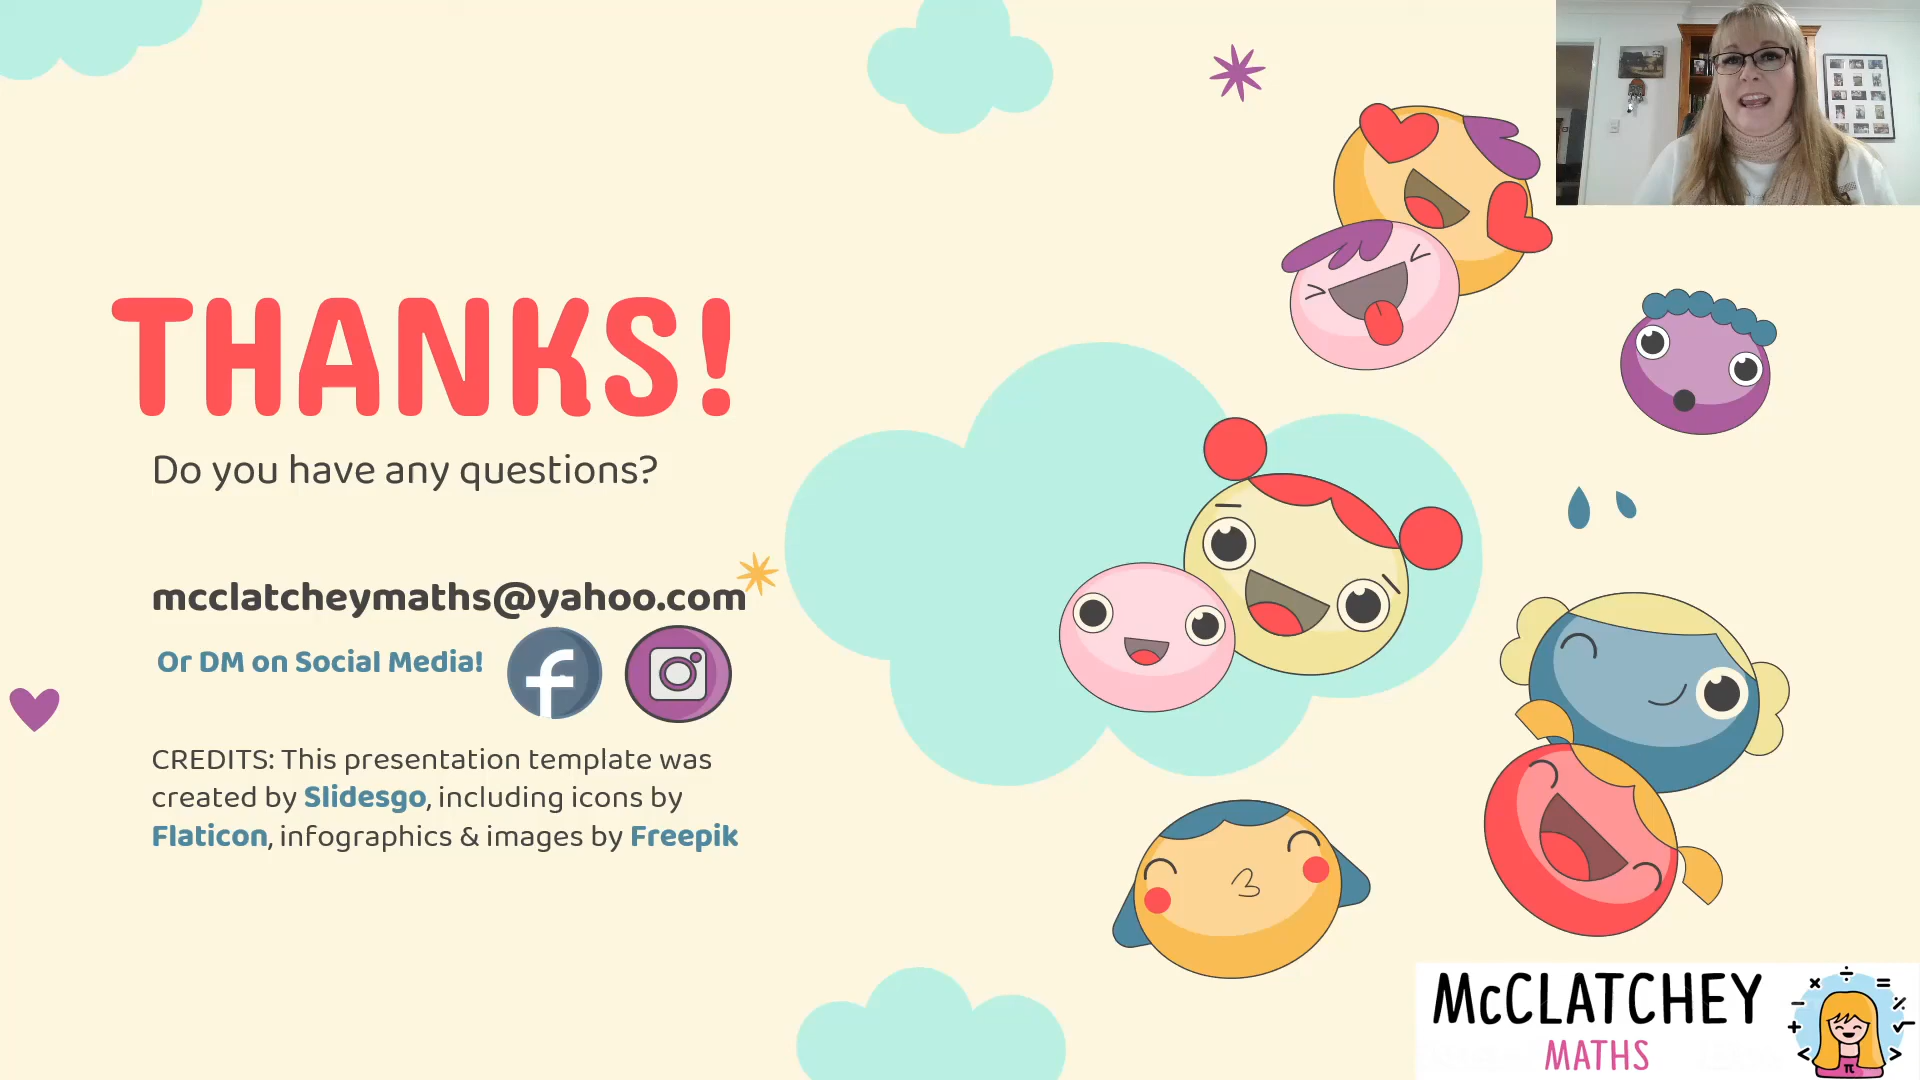 THANKS!
Do you have any questions?
mcclatcheymaths@yahoo.com
Or DM on Social Media!
CREDITS: This presentation template was
created by Slidesgo, including icons by
Flaticon, infographics & images by Freepik
McCLATCHEY
MATHS